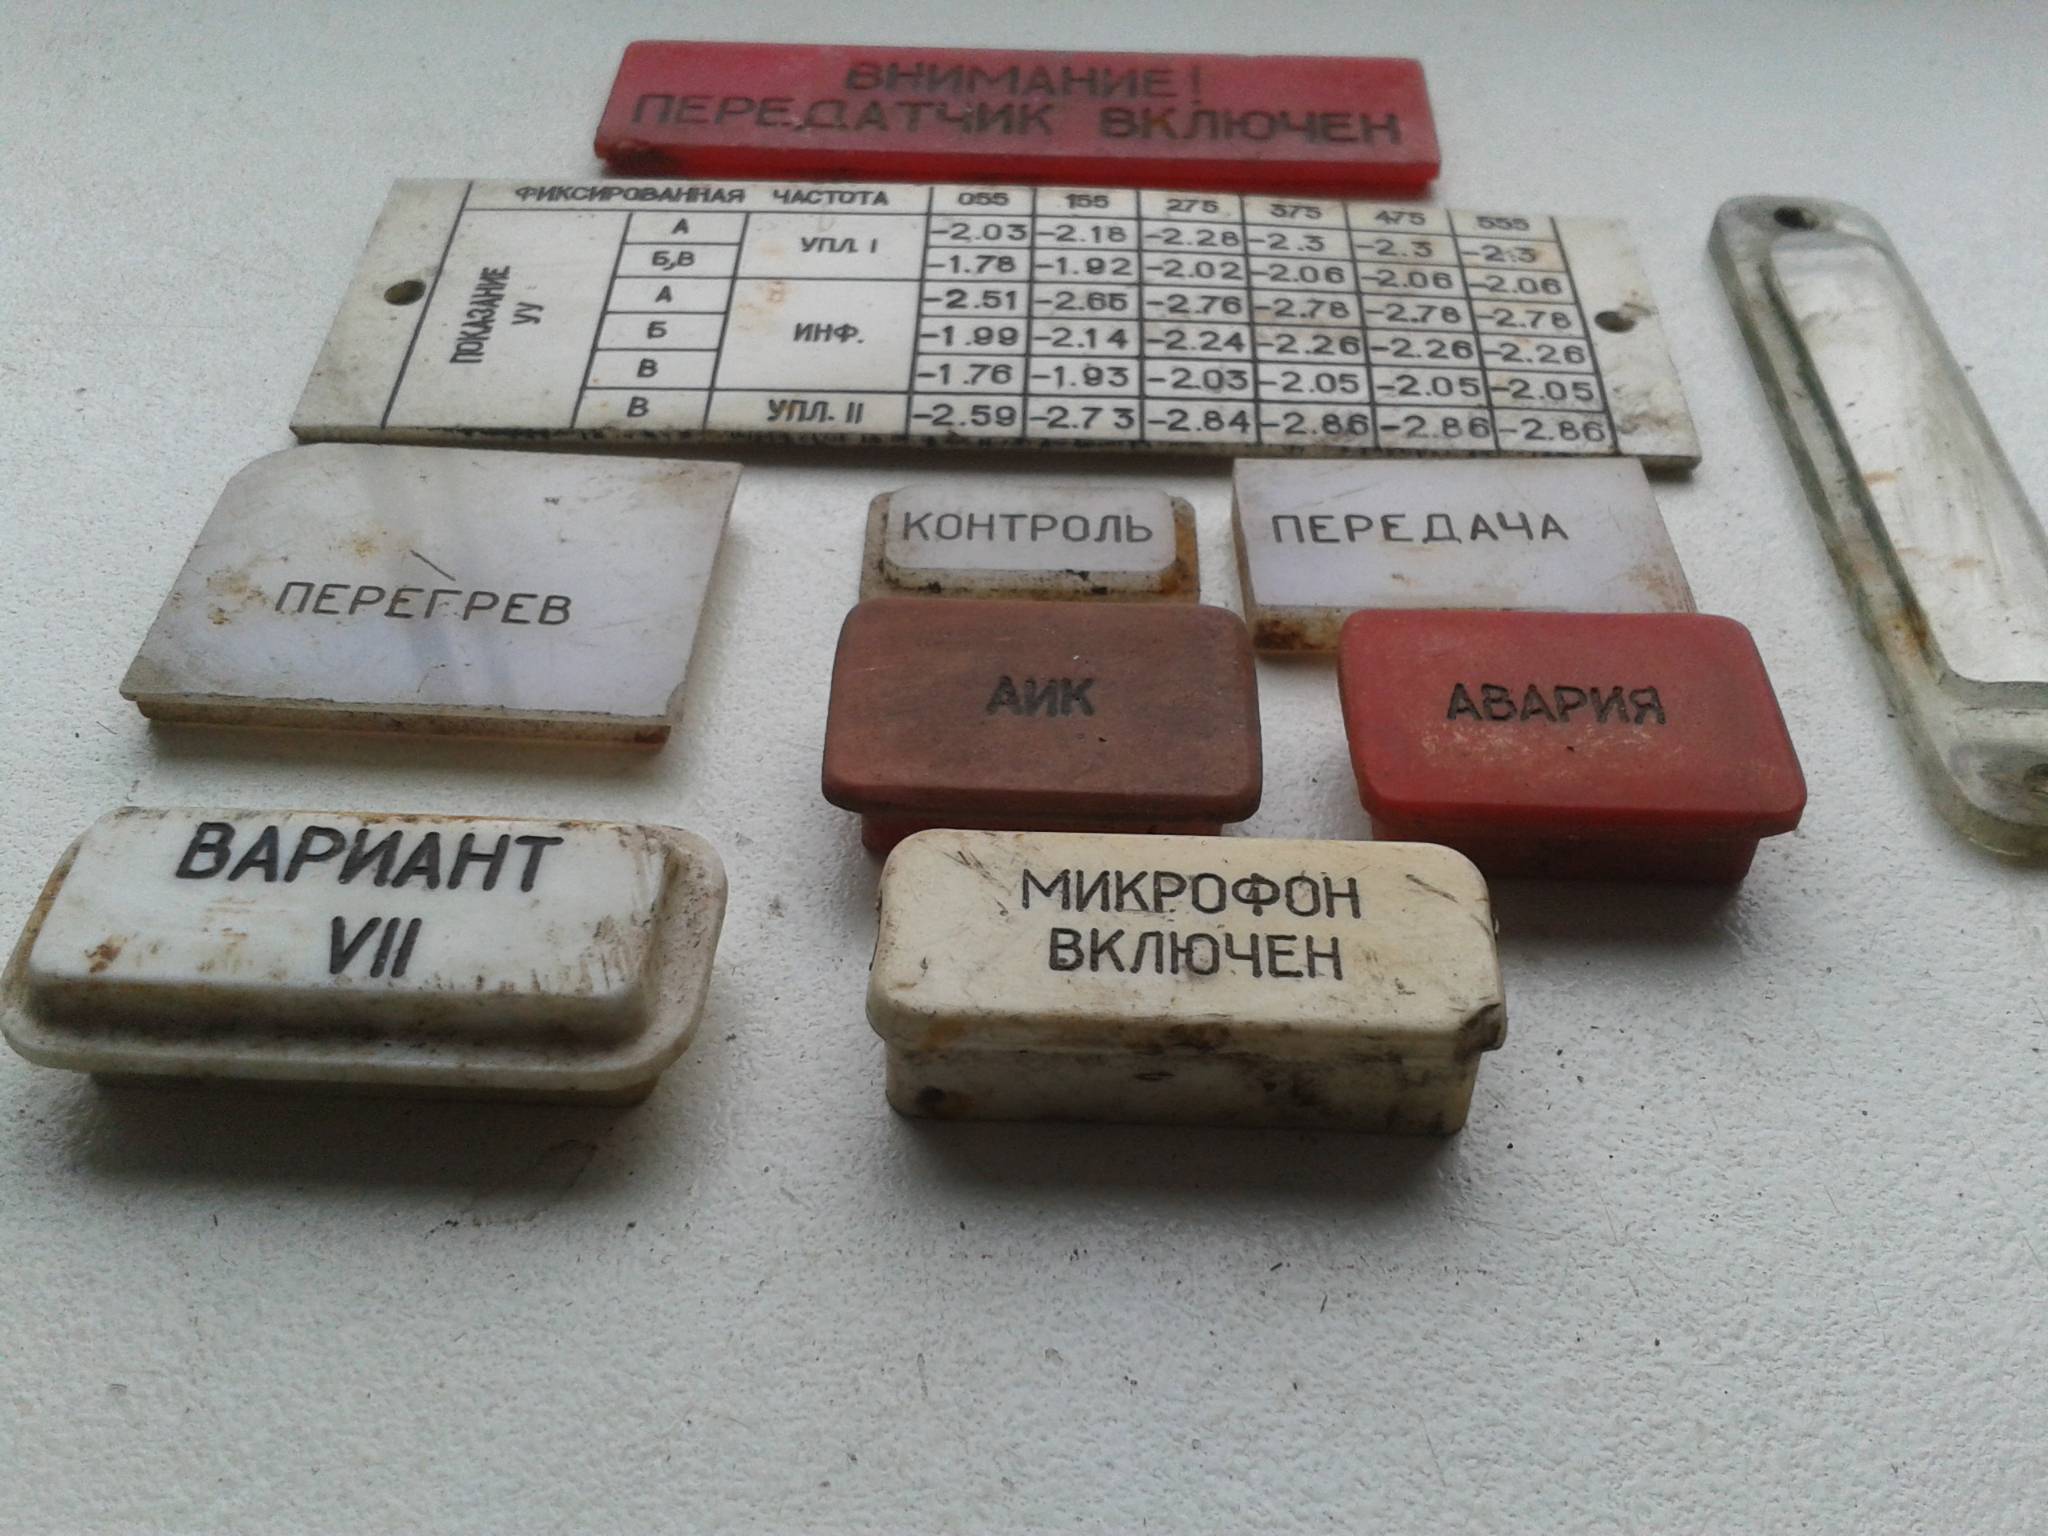 ВНИМАНИЕ!
ПЕРЕДАТЧИК ВКЛЮЧЕН
ФИКСИРОВАННАЯ ЧАСТОТА 055 155 275 375 475 555
ПОКАЗАНИЕ
УУ
А УПЛ. I -2.03 -2.18 -2.28 -2.3 -2.3 -2.3
Б,В -1.78 -1.92 -2.02 -2.06 -2.06 -2.06
А ИНФ. -2.51 -2.65 -2.76 -2.78 -2.78 -2.78
Б -1.99 -2.14 -2.24 -2.26 -2.26 -2.26
В -1.76 -1.93 -2.03 -2.05 -2.05 -2.05
В УПЛ. II -2.59 -2.73 -2.84 -2.86 -2.86 -2.86
ПЕРЕГРЕВ
КОНТРОЛЬ
ПЕРЕДАЧА
АИК
АВАРИЯ
ВАРИАНТ
VII
МИКРОФОН
ВКЛЮЧЕН